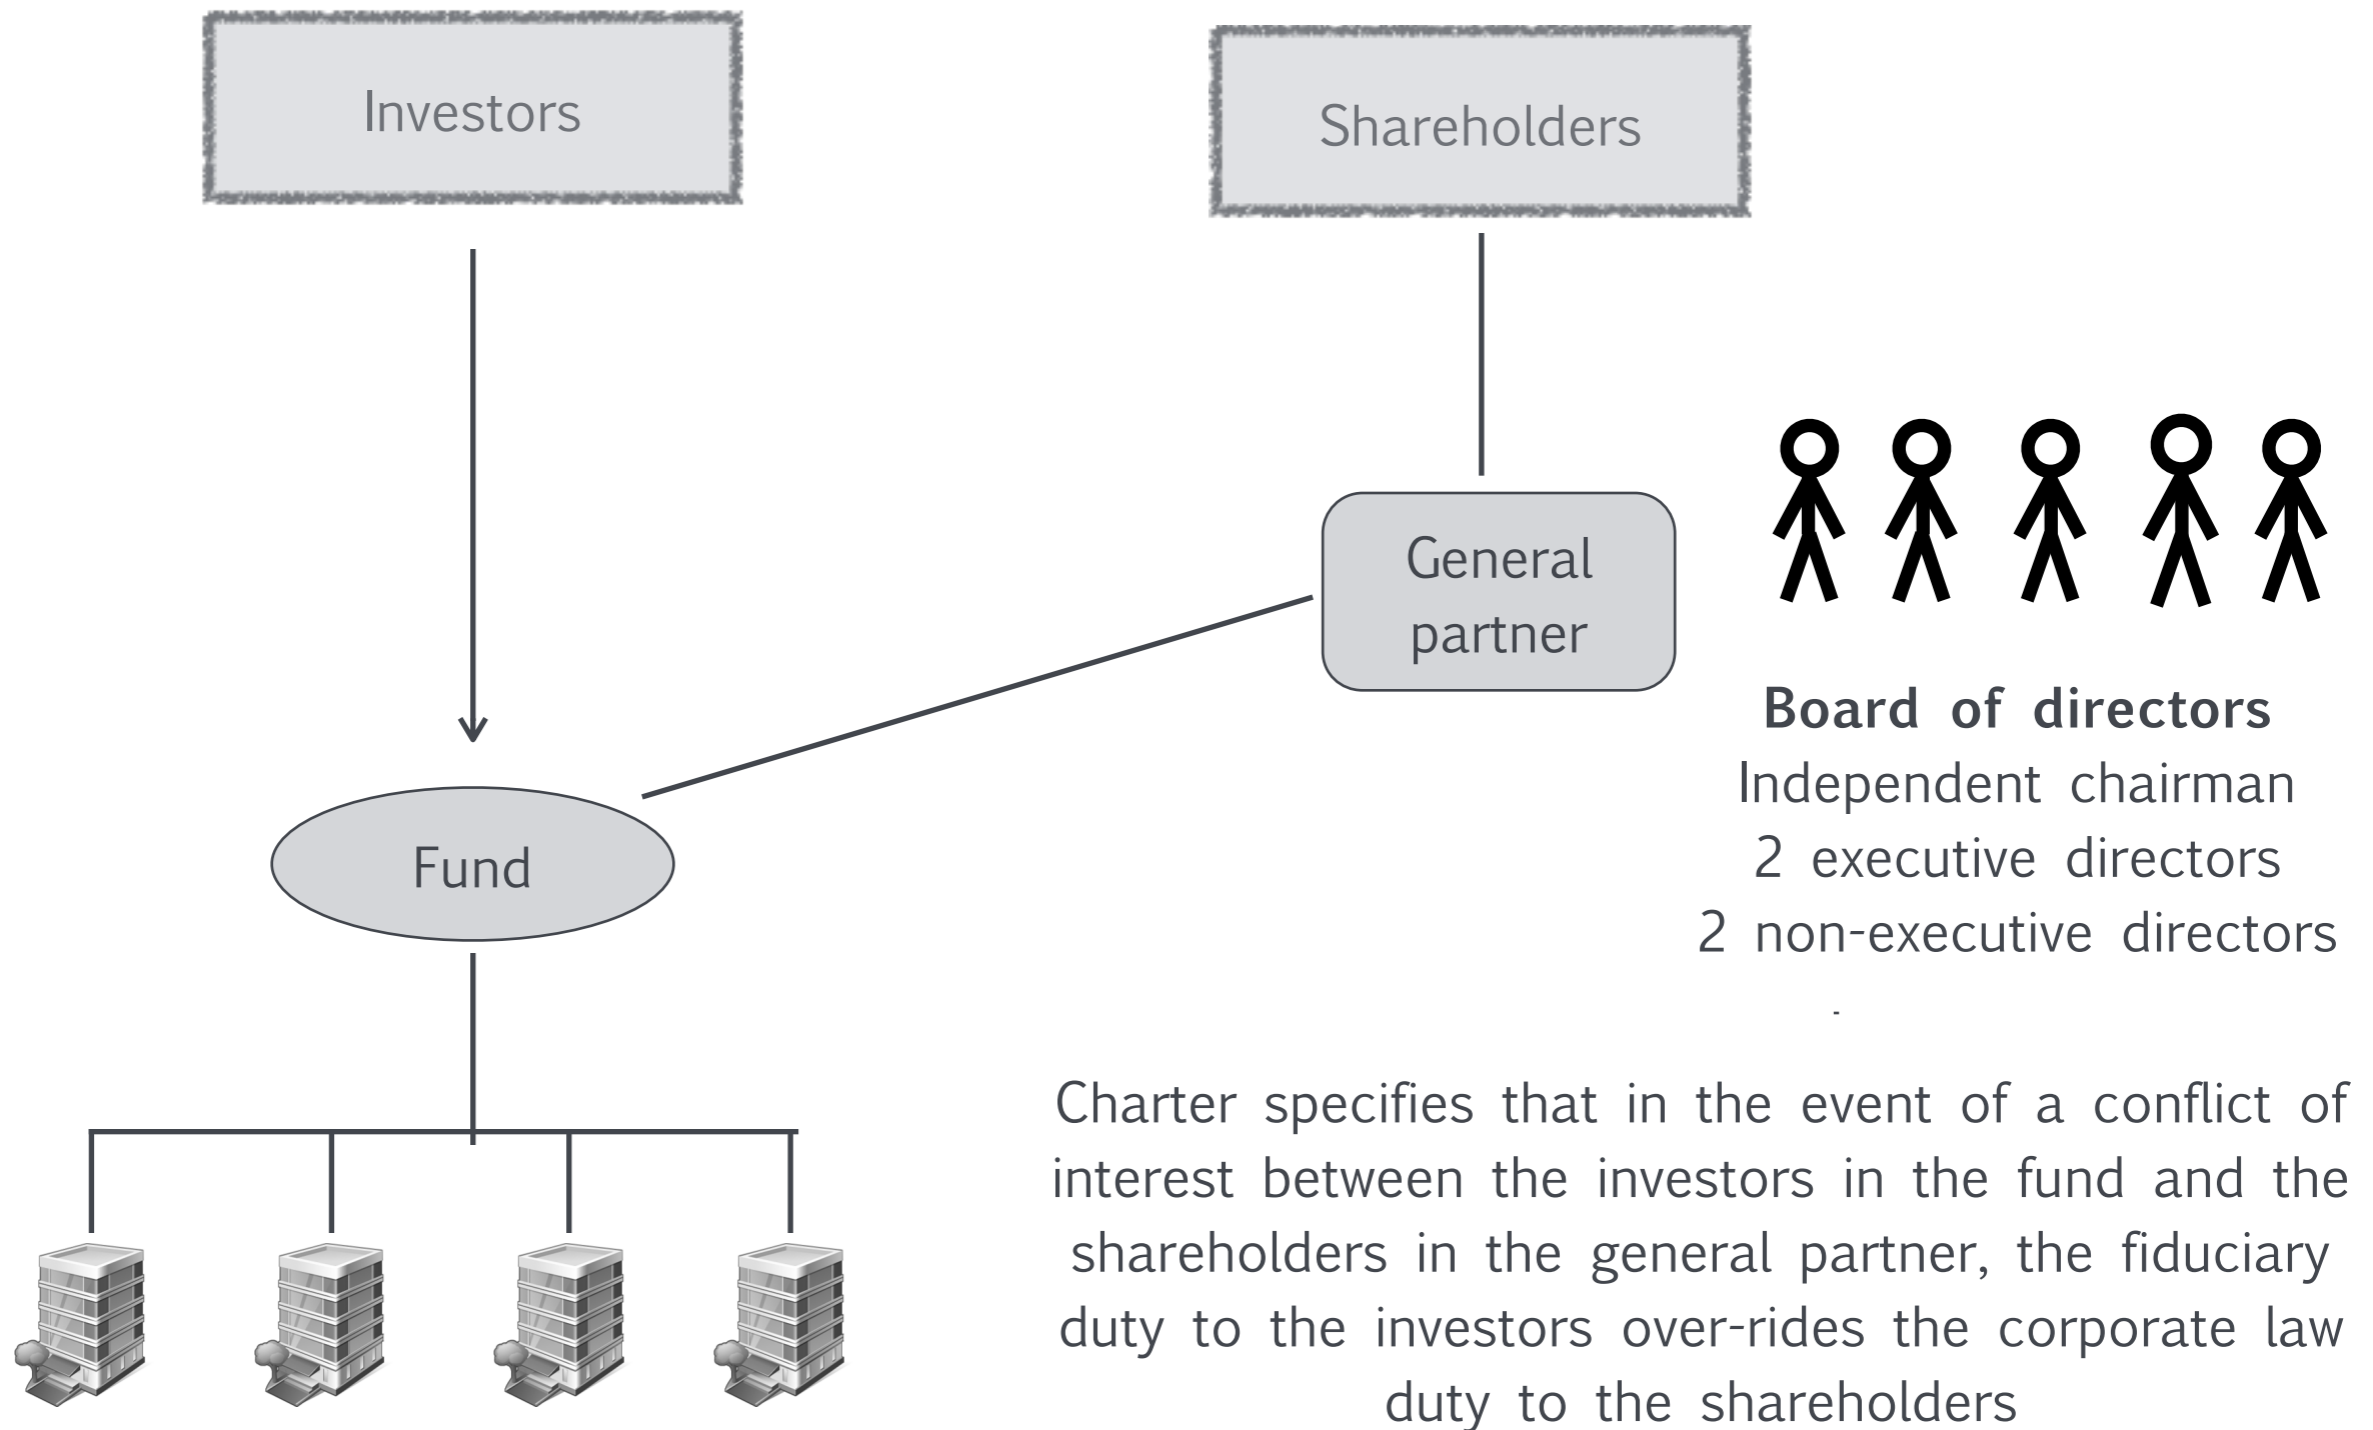 Investors
Shareholders
General
partner
Board of directors
Independent chairman
2 executive directors
2 non-executive directors
-
Fund
Charter specifies that in the event of a conflict of
interest between the investors in the fund and the
shareholders in the general partner, the fiduciary
duty to the investors over-rides the corporate law
duty to the shareholders